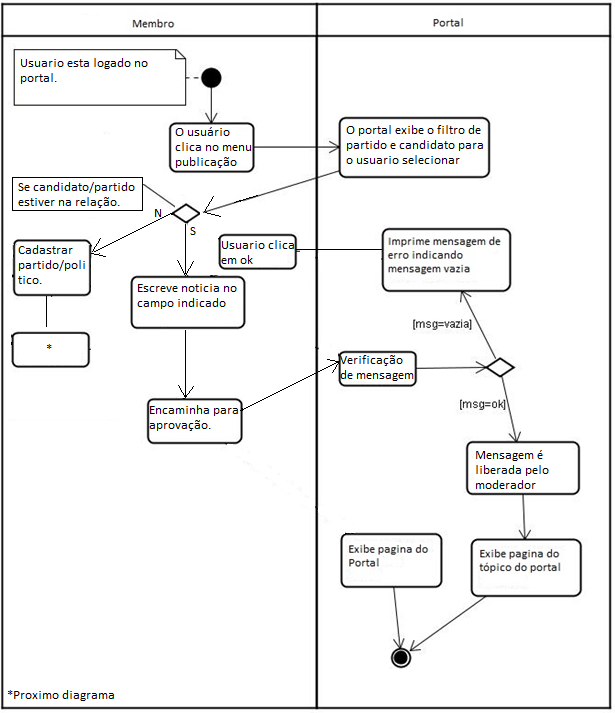 Membro
Portal
Usuario esta logado no
portal.
O usuário
clica no menu
publicação
O portal exibe o filtro de
partido e candidato para
o usuario selecionar
Se candidato/partido
estiver na relação.
N
S
Cadastrar
partido/poli
tico.
*
Usuario clica
em ok
Imprime mensagem de
erro indicando
mensagem vazia
Escreve noticia no
campo indicado
[msg=vazia]
Verificação
de mensagem
[msg=ok]
Encaminha para
aprovação.
Mensagem é
liberada pelo
moderador
Exibe pagina do
Portal
Exibe pagina do
tópico do portal
*Proximo diagrama